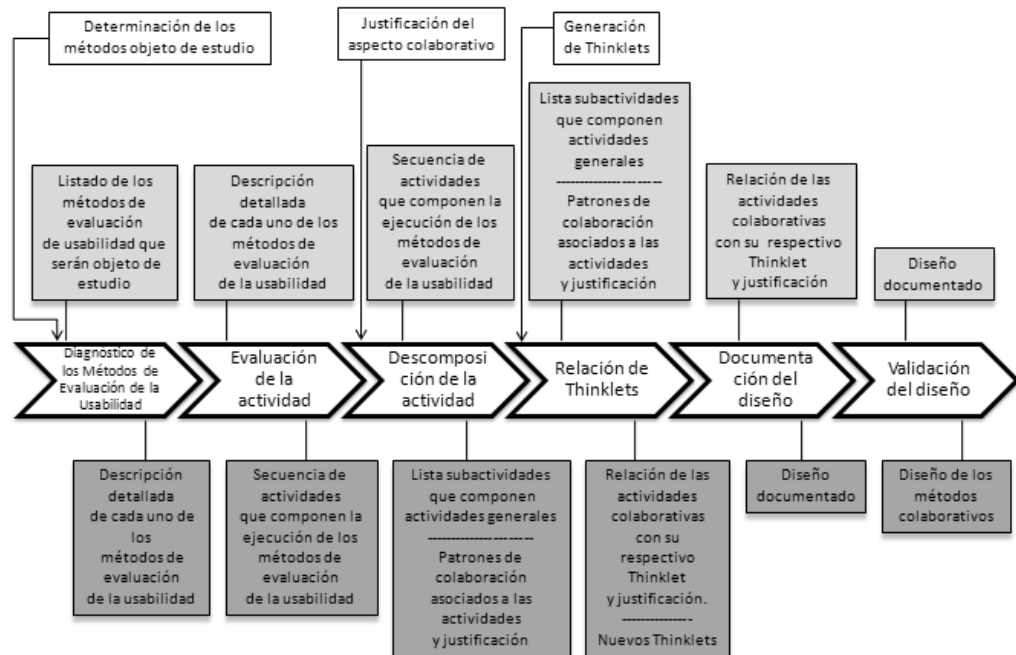 Determinación de los
métodos objeto de estudio
Justificación del
aspecto colaborativo
Generación
de Thinklets
Listado de los
métodos de
evaluación
de usabilidad que
serán objeto de
estudio
Descripción
detallada
de cada uno de los
métodos de
evaluación
de la usabilidad
Secuencia de
actividades
que componen la
ejecución de los
métodos de
evaluación
de la usabilidad
Lista subactividades
que componen
actividades
generales
----------------------
Patrones de
colaboración
asociados a las
actividades
y justificación
Relación de las
actividades
colaborativas
con su respectivo
Thinklet
y justificación
Diseño
documentado
Diagnóstico de
los Métodos de
Evaluación de la
Usabilidad
Evaluación
de la
actividad
Descomposi
ción de la
actividad
Relación de
Thinklets
Documenta
ción del
diseño
Validación
del diseño
Descripción
detallada
de cada uno de
los
métodos de
evaluación
de la usabilidad
Secuencia de
actividades
que componen la
ejecución de los
métodos de
evaluación
de la usabilidad
Lista subactividades
que componen
actividades generales
----------------------
Patrones de
colaboración
asociados a las
actividades
y justificación
Relación de las
actividades
colaborativas
con su
respectivo
Thinklet
y justificación.
---------------
Nuevos Thinklets
Diseño
documentado
Diseño de los
métodos
colaborativos